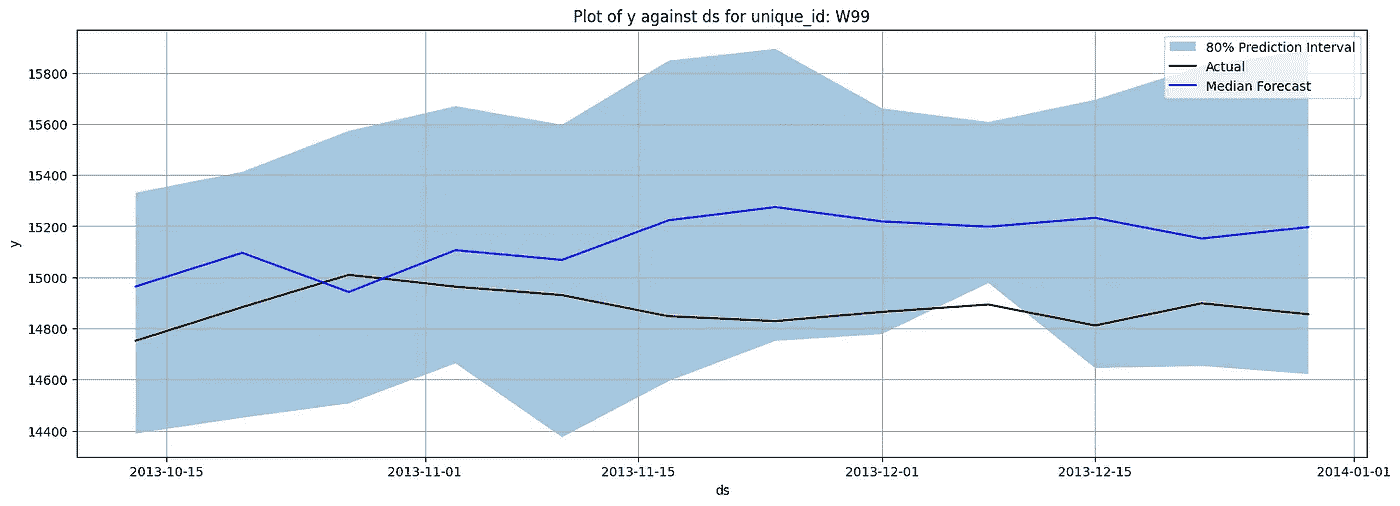 Plot of y against ds for unique_id: W99
80% Prediction Interval
Actual
Median Forecast
15800
15600
15400
15200
15000
14800
14600
14400
y
2013-10-15 2013-11-01 2013-11-15 2013-12-01 2013-12-15 2014-01-01
ds